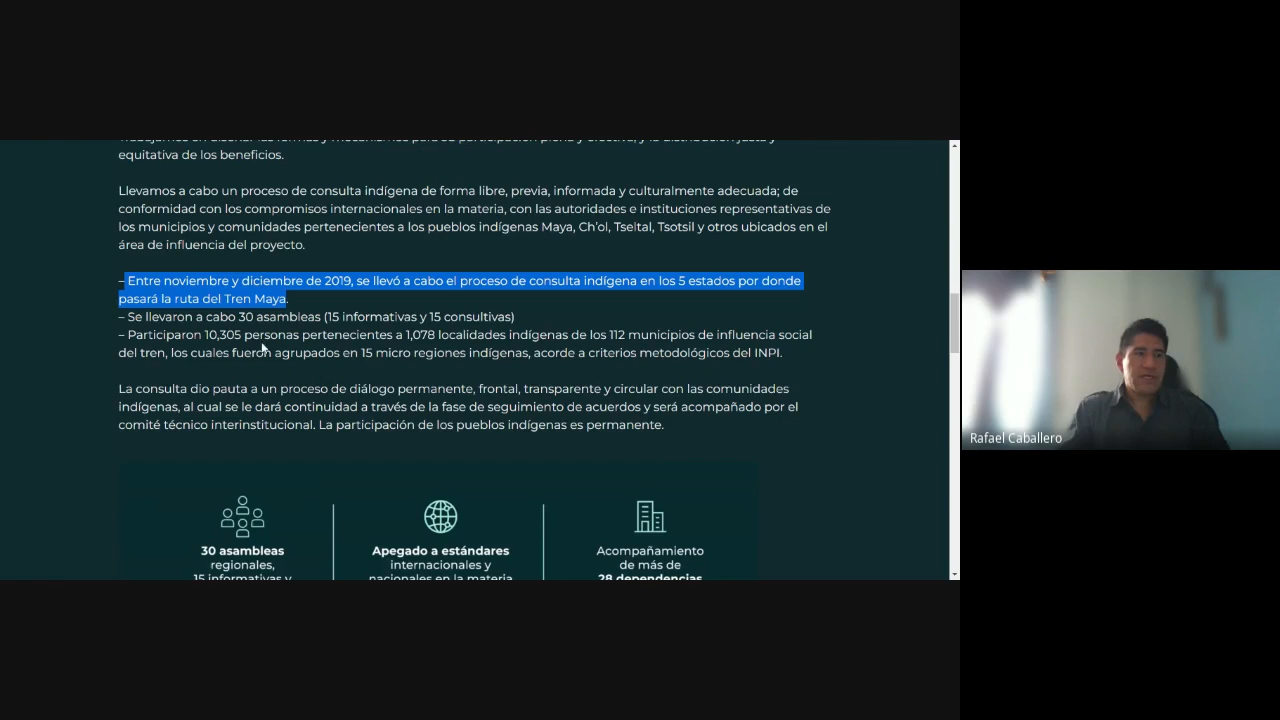 equitativa de los beneficios.
Llevamos a cabo un proceso de consulta indígena de forma libre, previa, informada y culturalmente adecuada; de
conformidad con los compromisos internacionales en la materia, con las autoridades e instituciones representativas de
los municipios y comunidades pertenecientes a los pueblos indígenas Maya, Ch'ol, Tseltal, Tsotsil y otros ubicados en el
área de influencia del proyecto.
– Entre noviembre y diciembre de 2019, se llevó a cabo el proceso de consulta indígena en los 5 estados por donde
pasará la ruta del Tren Maya.
– Se llevaron a cabo 30 asambleas (15 informativas y 15 consultivas)
– Participaron 10,305 personas pertenecientes a 1,078 localidades indígenas de los 112 municipios de influencia social
del tren, los cuales fueron agrupados en 15 micro regiones indígenas, acorde a criterios metodológicos del INPI.
La consulta dio pauta a un proceso de diálogo permanente, frontal, transparente y circular con las comunidades
indígenas, al cual se le dará continuidad a través de la fase de seguimiento de acuerdos y será acompañado por el
comité técnico interinstitucional. La participación de los pueblos indígenas es permanente.
30 asambleas
regionales,
15 informativas y
Apegado a estándares
internacionales y
nacionales en la materia
Acompañamiento
de más de
28 dependencias
Rafael Caballero